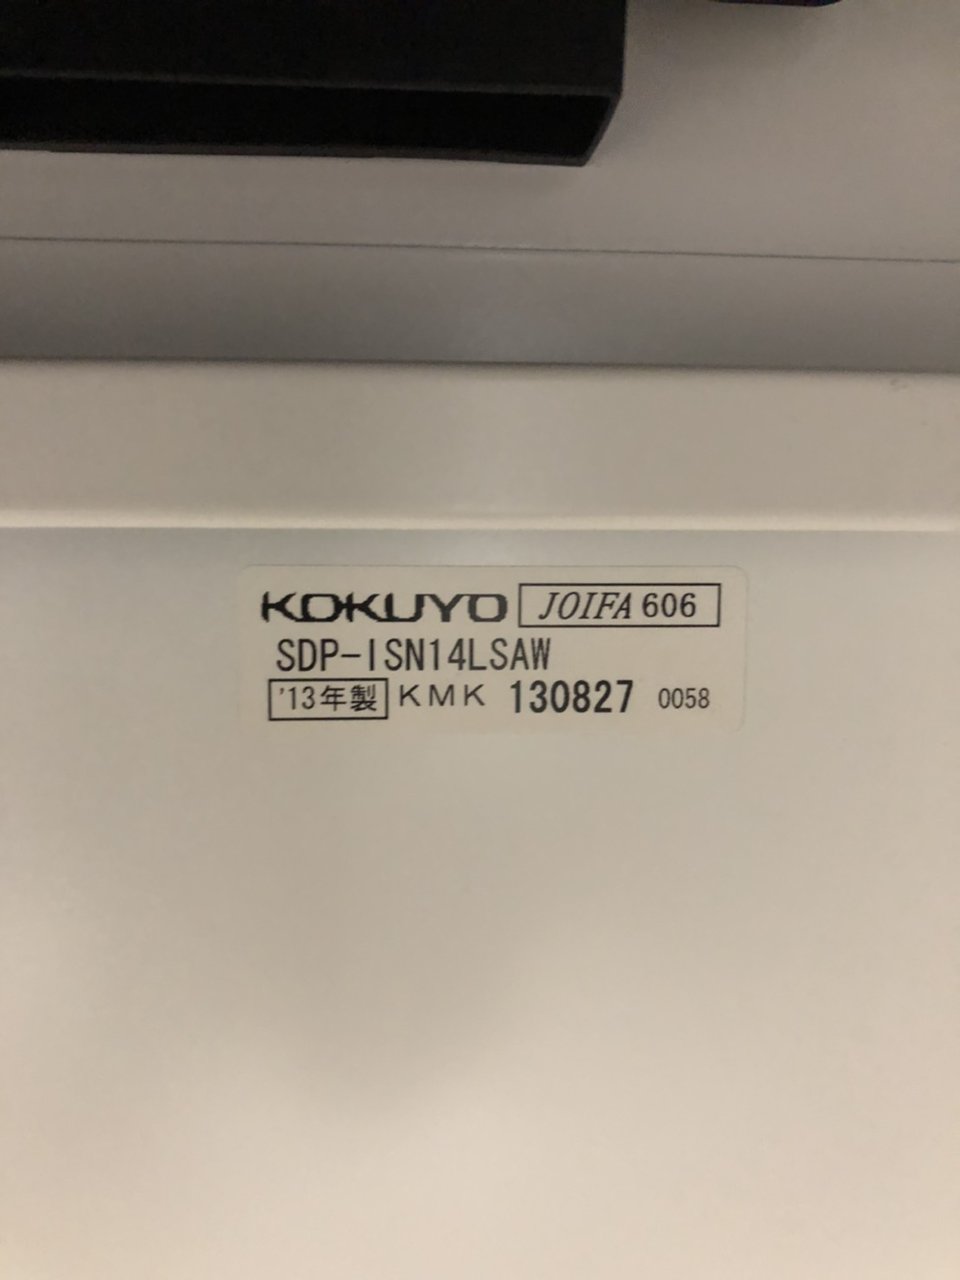 KOKUYO JOIFA 606
SDP-ISN14LSAW
'13年製 KMK 130827 0058